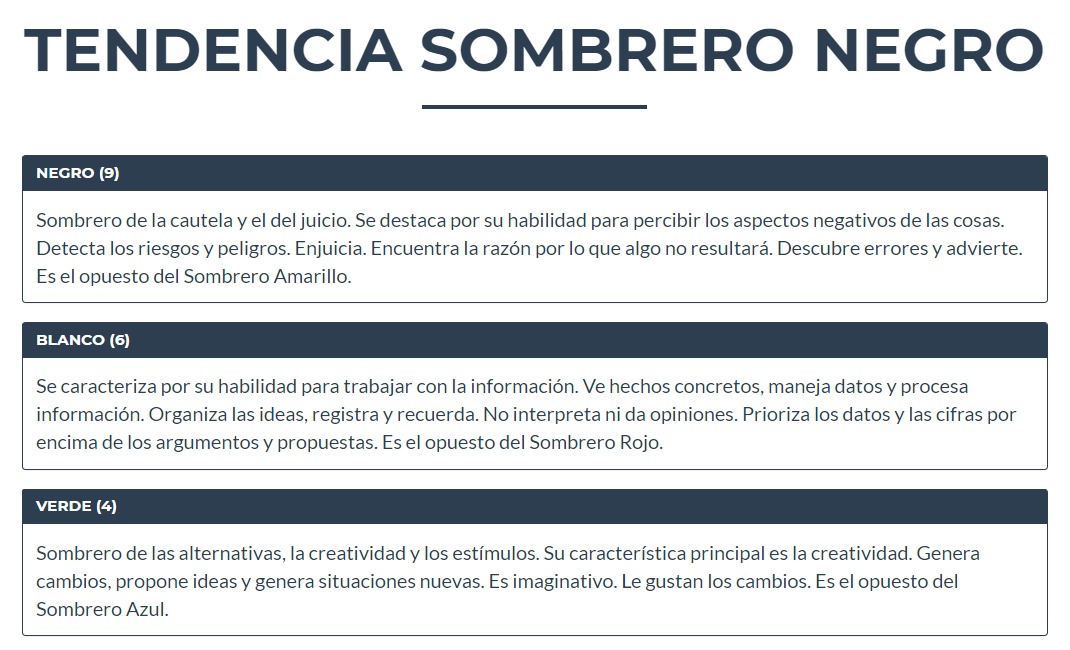 TENDENCIA SOMBRERO NEGRO
NEGRO (9)
Sombrero de la cautela y el del juicio. Se destaca por su habilidad para percibir los aspectos negativos de las cosas.
Detecta los riesgos y peligros. Enjuicia. Encuentra la razón por lo que algo no resultará. Descubre errores y advierte.
Es el opuesto del Sombrero Amarillo.
BLANCO (6)
Se caracteriza por su habilidad para trabajar con la información. Ve hechos concretos, maneja datos y procesa
información. Organiza las ideas, registra y recuerda. No interpreta ni da opiniones. Prioriza los datos y las cifras por
encima de los argumentos y propuestas. Es el opuesto del Sombrero Rojo.
VERDE (4)
Sombrero de las alternativas, la creatividad y los estímulos. Su característica principal es la creatividad. Genera
cambios, propone ideas y genera situaciones nuevas. Es imaginativo. Le gustan los cambios. Es el opuesto del
Sombrero Azul.